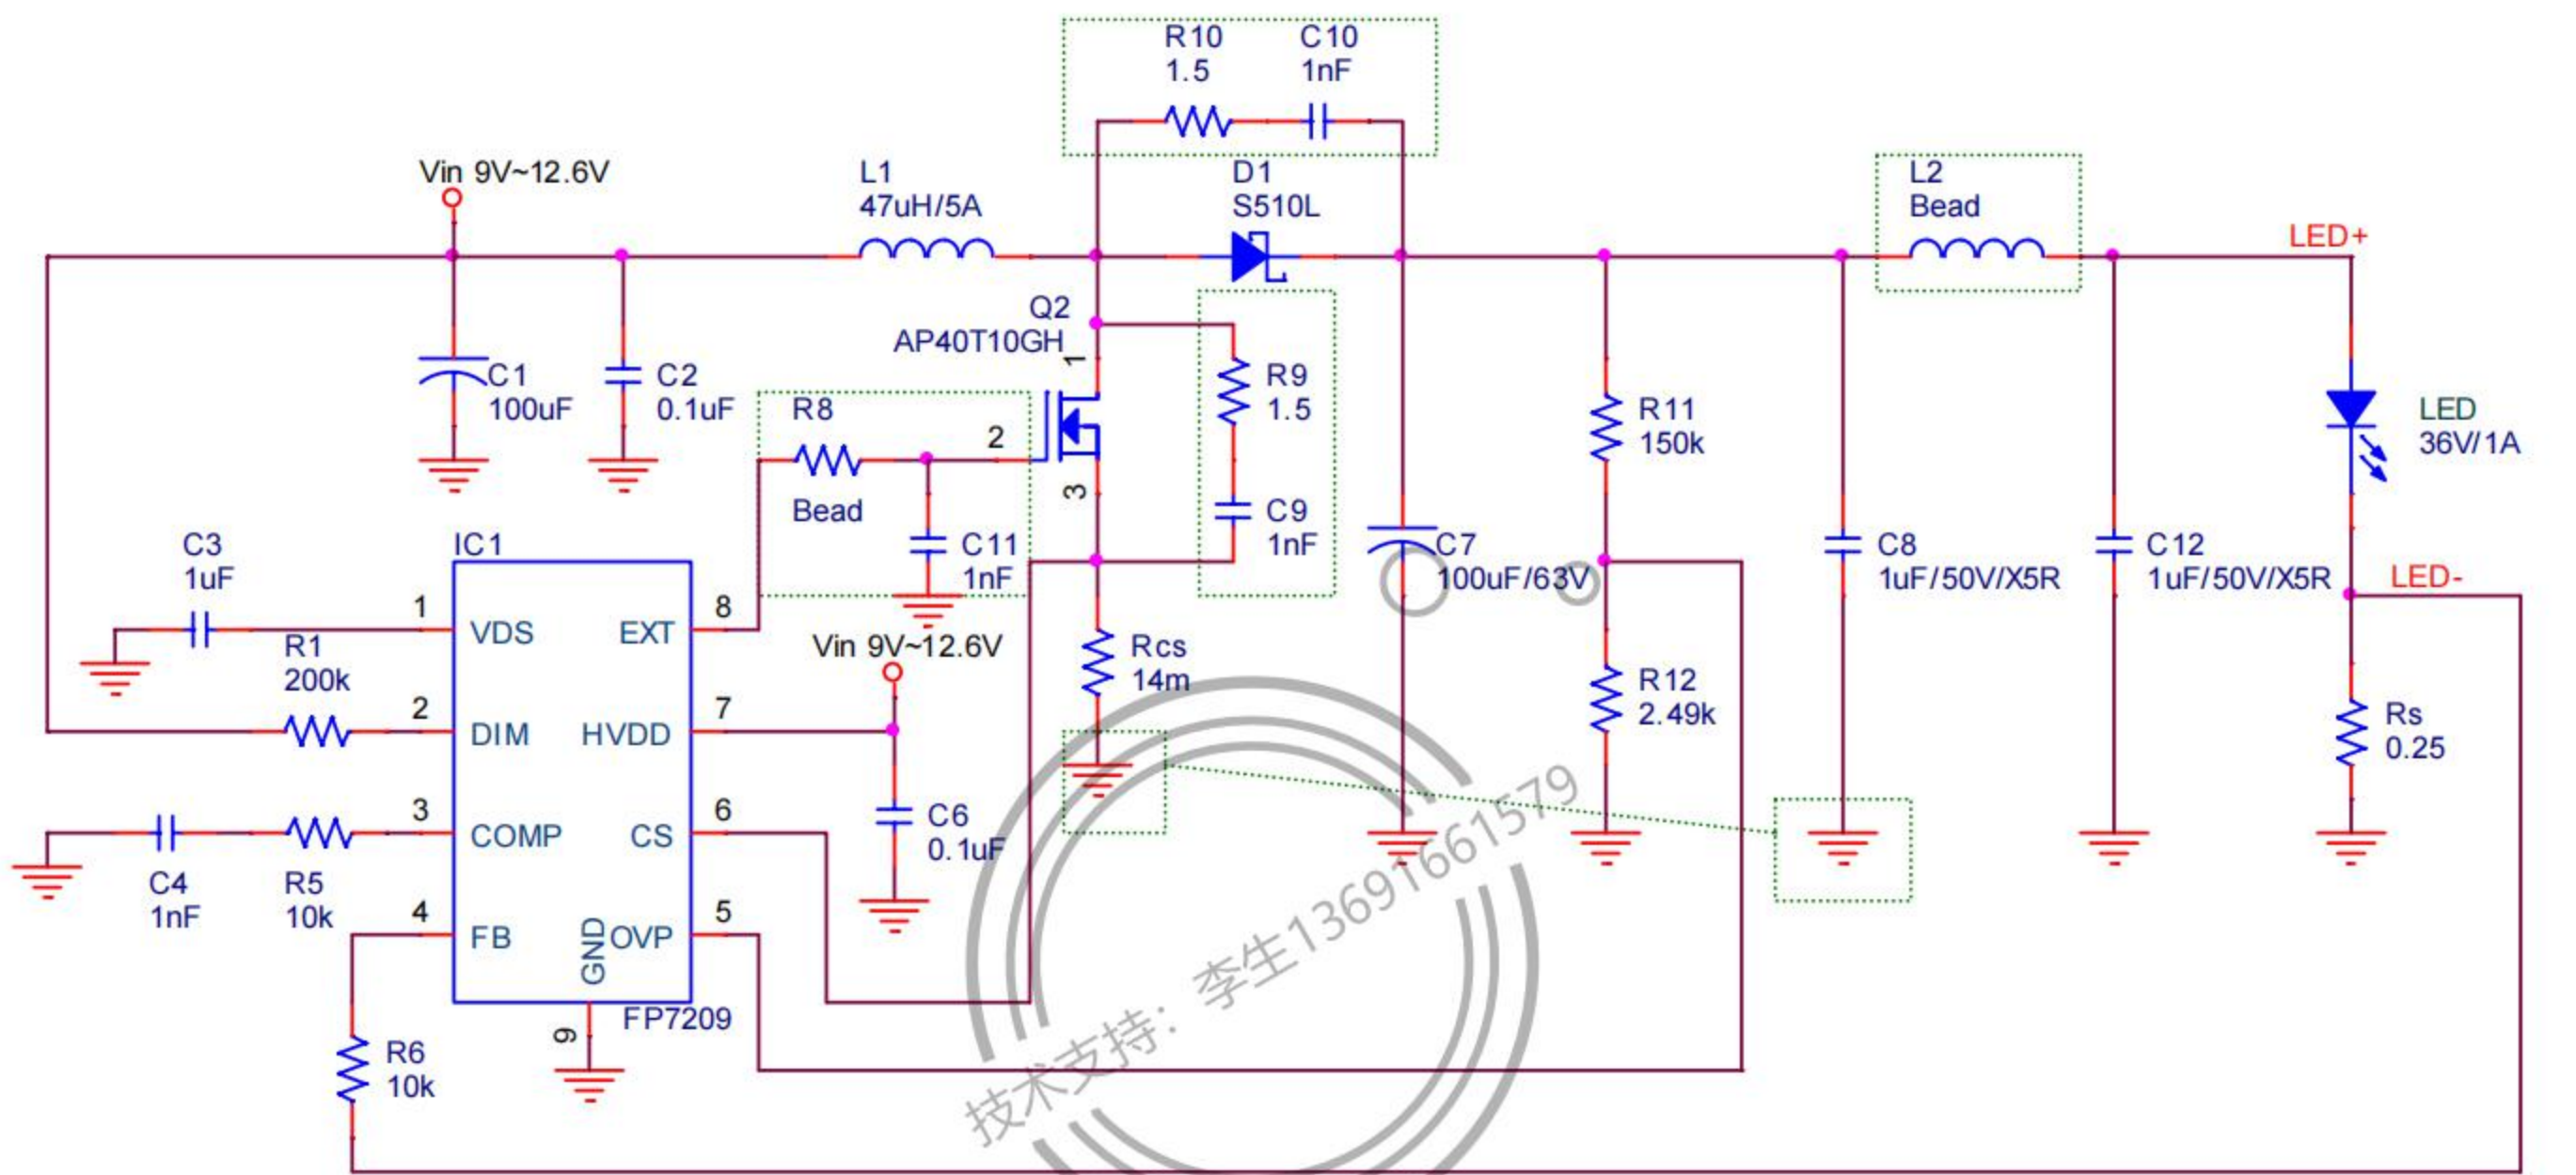 R10
1.5
C10
1nF
Vin 9V~12.6V
L1
47uH/5A
D1
S510L
L2
Bead
LED+
Q2
AP40T10GH
1
2
3
C1
100uF
C2
0.1uF
R8
Bead
C11
1nF
R9
1.5
C9
1nF
R11
150k
LED
36V/1A
C3
1uF
IC1
C7
100uF/63V
C8
1uF/50V/X5R
C12
1uF/50V/X5R
LED-
1
VDS
EXT
8
R1
200k
Vin 9V~12.6V
Rcs
14m
R12
2.49k
Rs
0.25
2
DIM
HVDD
7
3
COMP
CS
6
C6
0.1uF
C4
1nF
R5
10k
4
FB
GND
OVP
5
9
FP7209
R6
10k
技术支持：李生13691661579